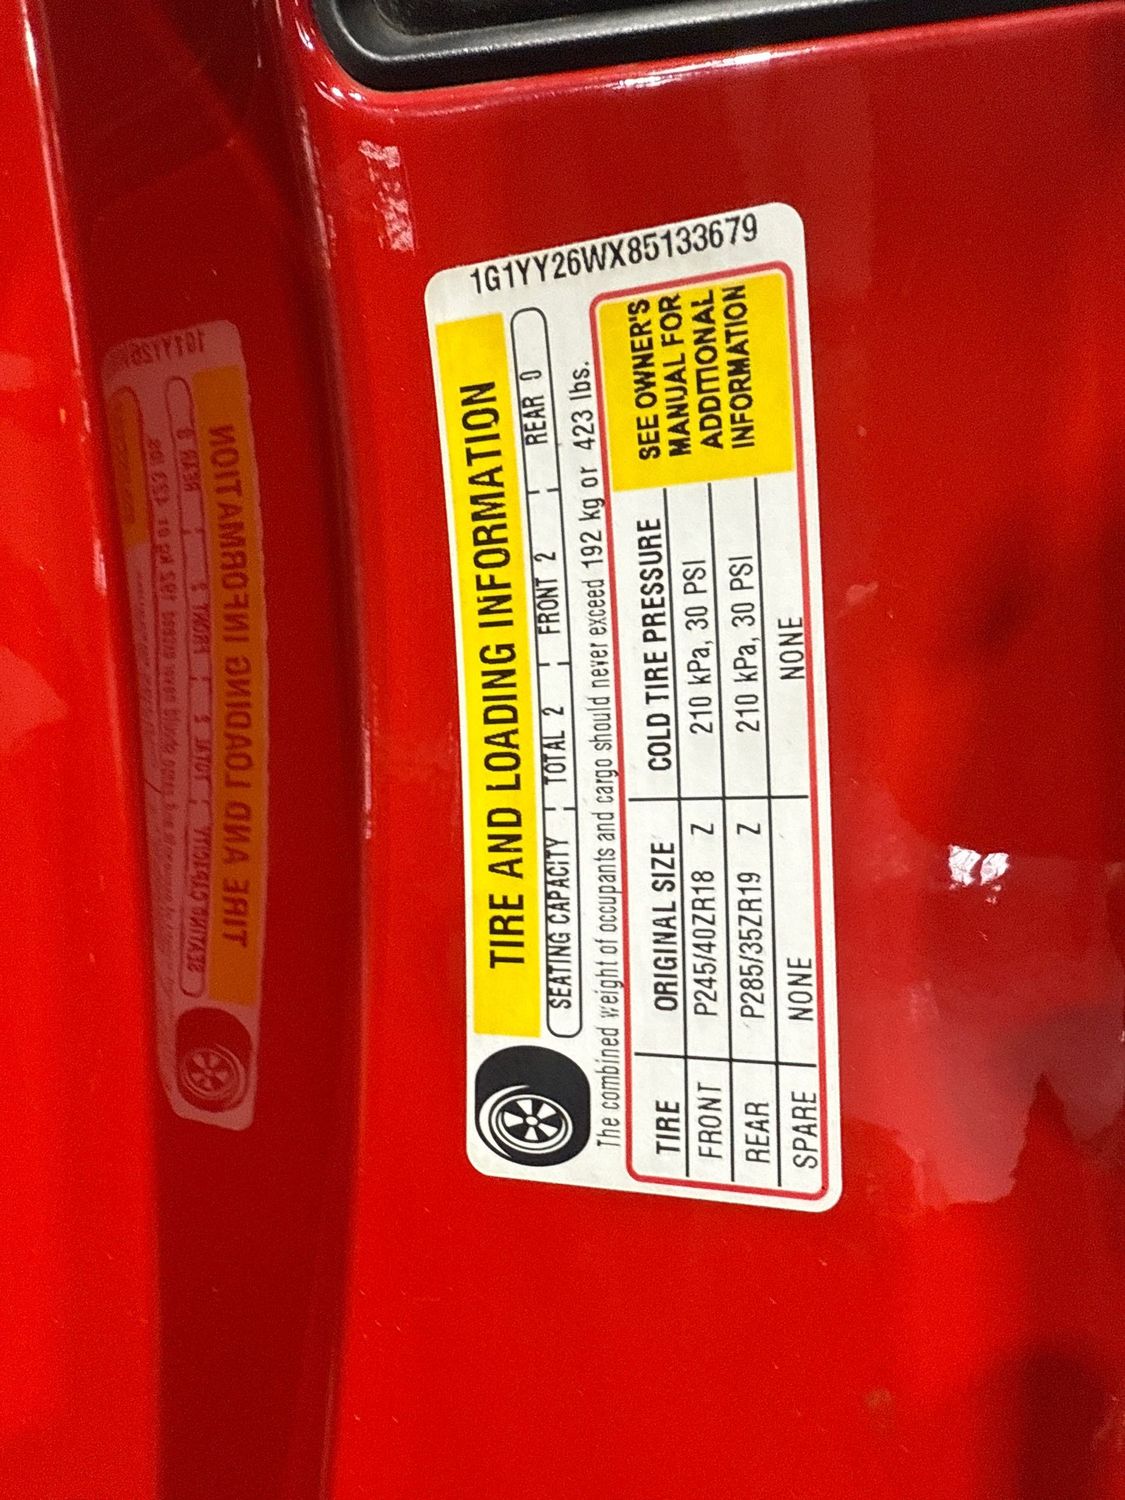 1G1YY26WX85133679
TIRE AND LOADING INFORMATION
SEATING CAPACITY TOTAL 2 FRONT 2 REAR 0
The combined weight of occupants and cargo should never exceed 192 kg or 423 lbs.
TIRE ORIGINAL SIZE COLD TIRE PRESSURE
FRONT P245/40ZR18 Z 210 kPa, 30 PSI
REAR P285/35ZR19 Z 210 kPa, 30 PSI
SPARE NONE NONE
SEE OWNER'S
MANUAL FOR
ADDITIONAL
INFORMATION